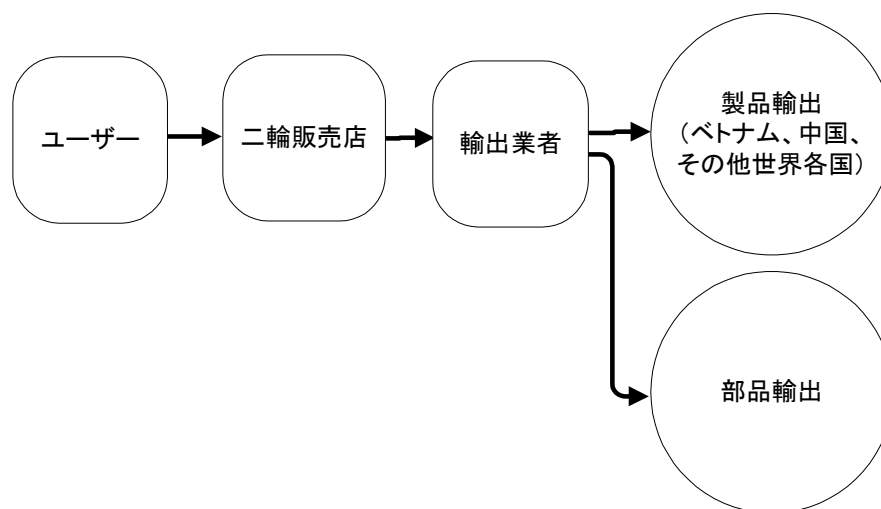 ユーザー
二輪販売店
輸出業者
製品輸出
（ベトナム、中国、
その他世界各国）
部品輸出